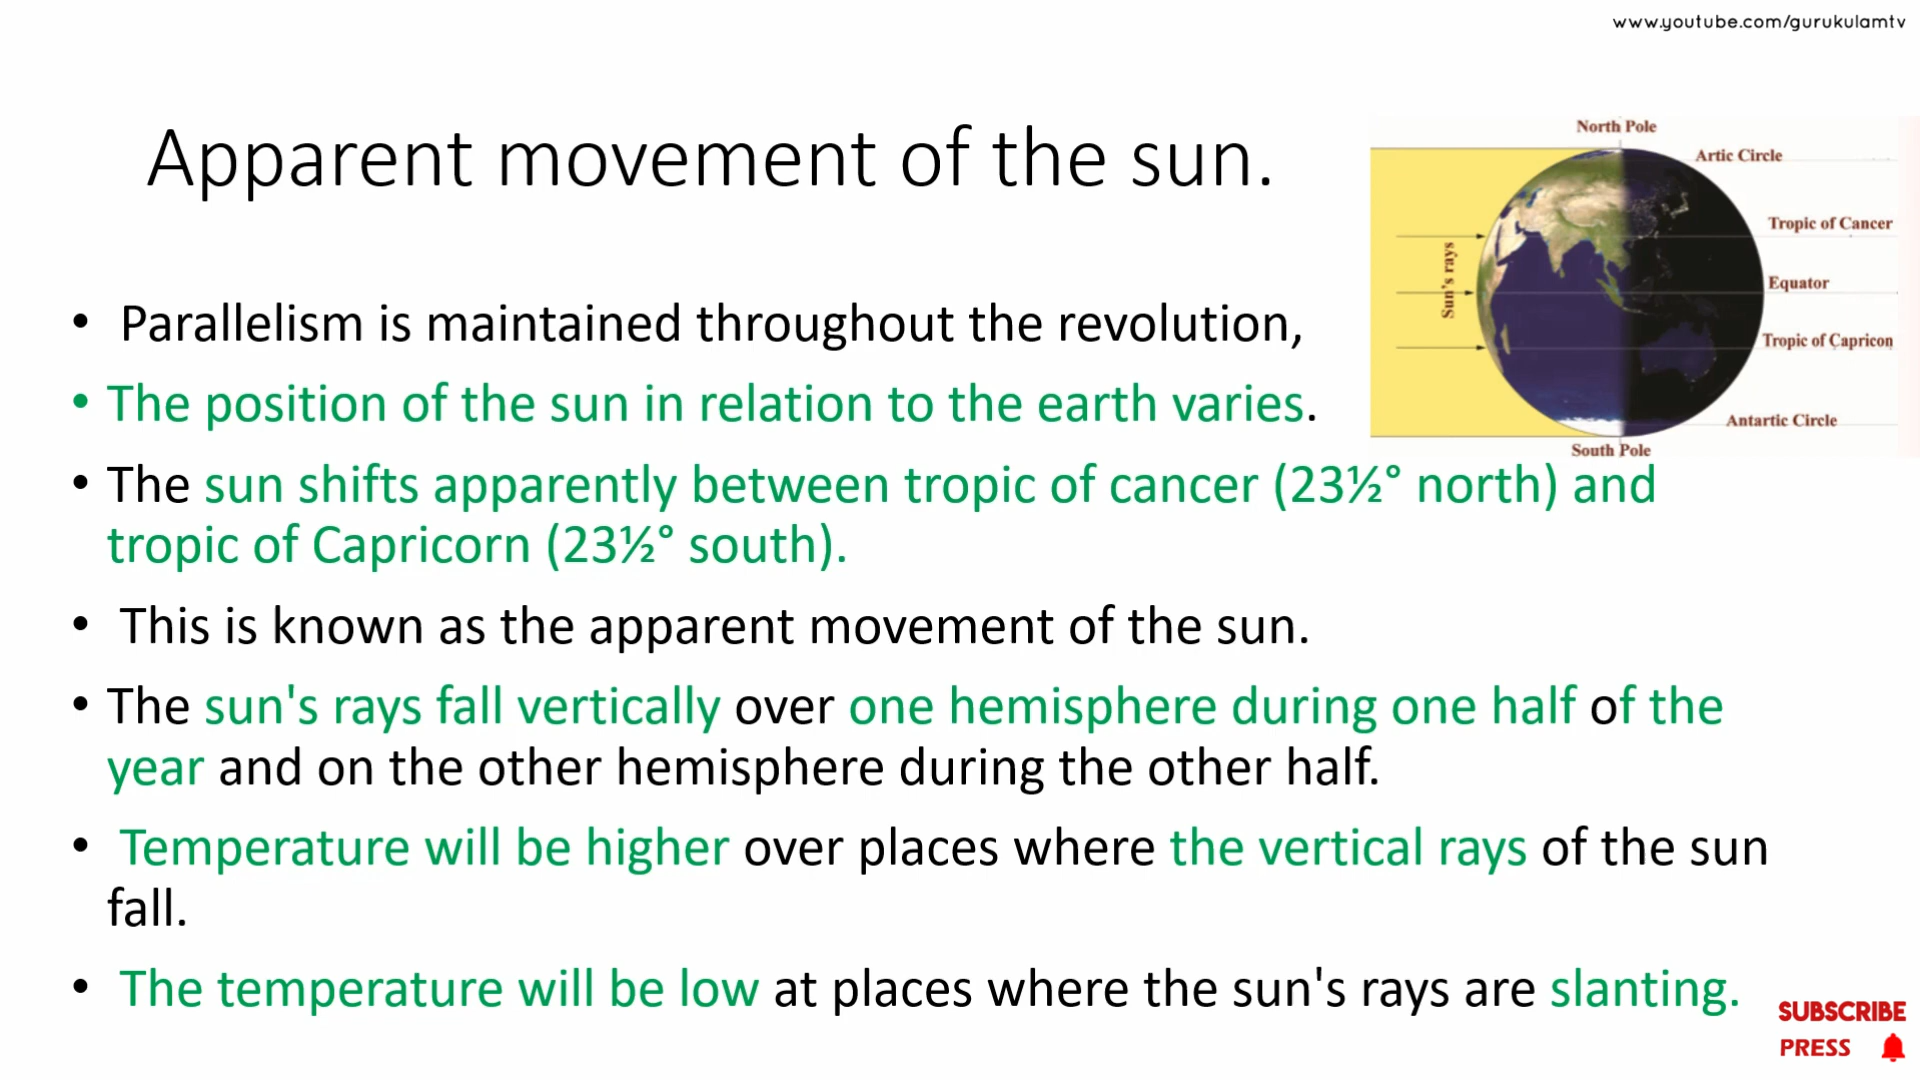 www.youtube.com/gurukulamtv
Apparent movement of the sun.
North Pole
Artic Circle
Tropic of Cancer
Sun's rays
Equator
Tropic of Capricon
Antartic Circle
South Pole
• Parallelism is maintained throughout the revolution,
• The position of the sun in relation to the earth varies.
• The sun shifts apparently between tropic of cancer (23½° north) and
tropic of Capricorn (23½° south).
• This is known as the apparent movement of the sun.
• The sun's rays fall vertically over one hemisphere during one half of the
year and on the other hemisphere during the other half.
• Temperature will be higher over places where the vertical rays of the sun
fall.
• The temperature will be low at places where the sun's rays are slanting.
SUBSCRIBE
PRESS